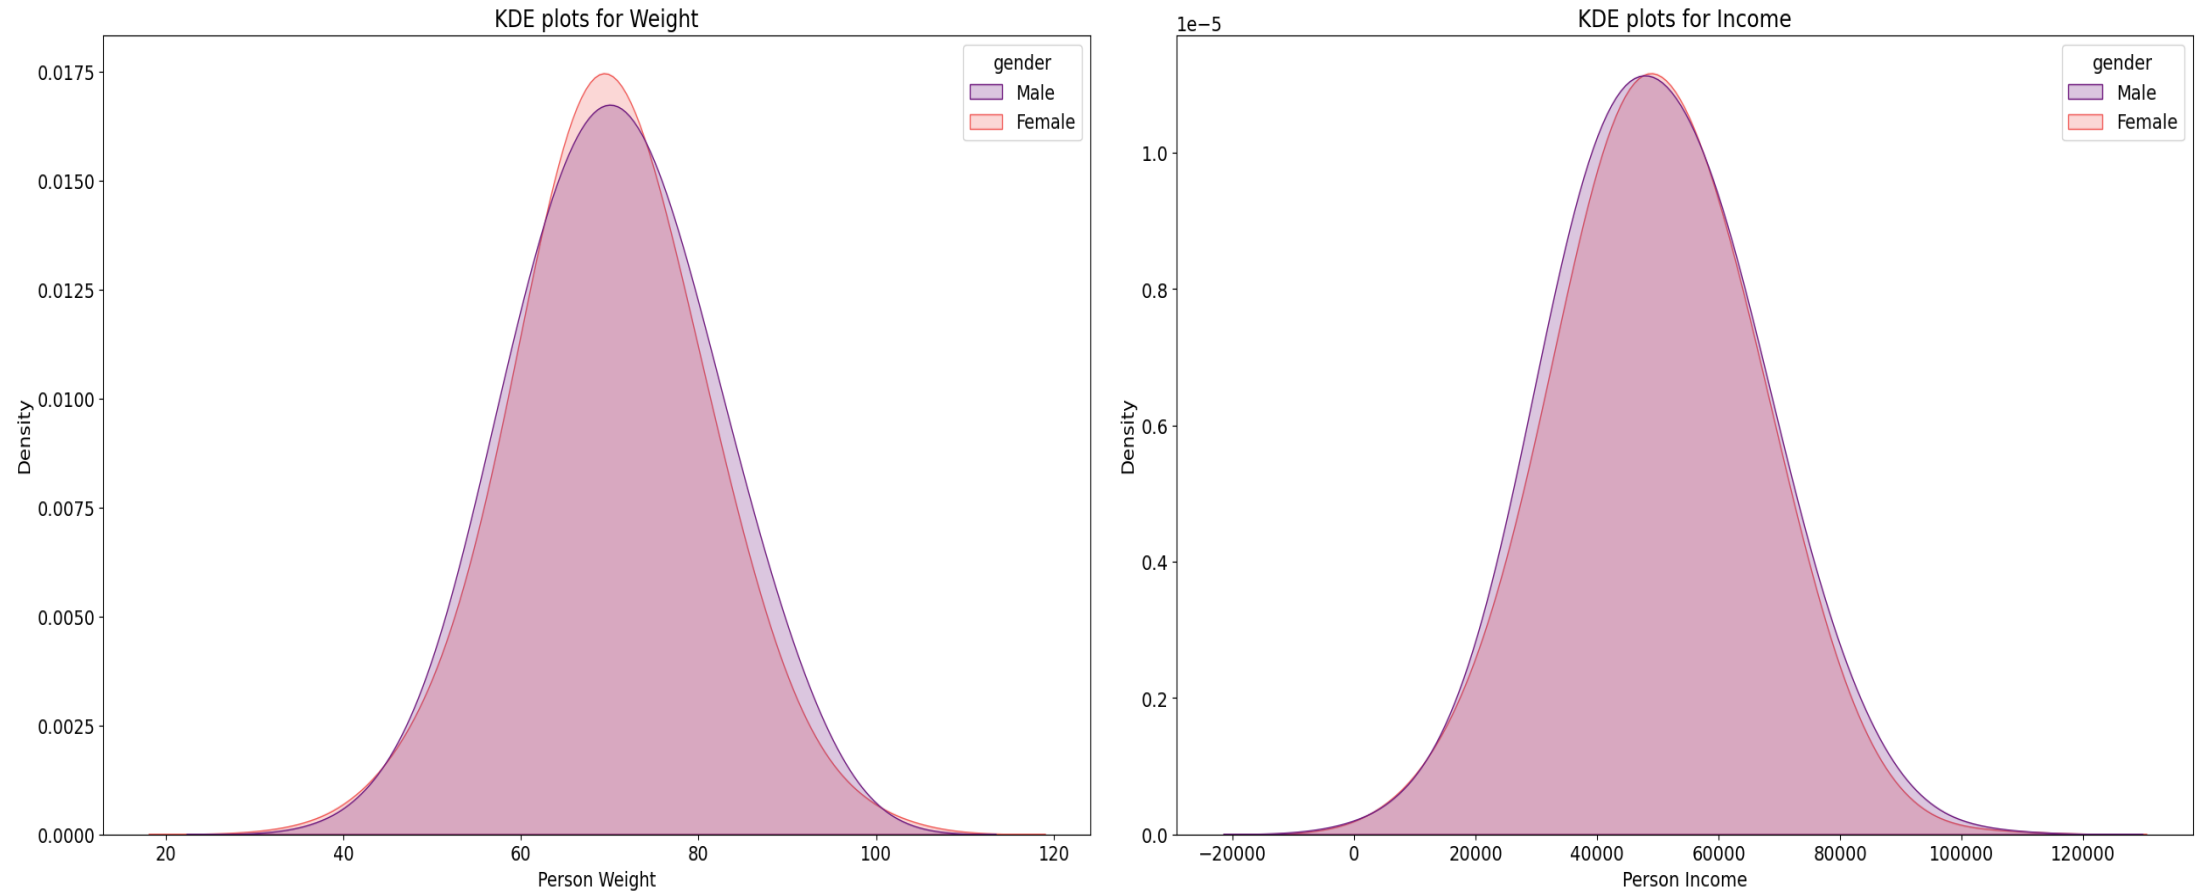 KDE plots for Weight
gender
Male
Female
0.0175
0.0150
0.0125
0.0100
0.0075
0.0050
0.0025
0.0000
Density
20 40 60 80 100 120
Person Weight
KDE plots for Income
1e−5
gender
Male
Female
1.0
0.8
0.6
0.4
0.2
0.0
Density
−20000 0 20000 40000 60000 80000 100000 120000
Person Income